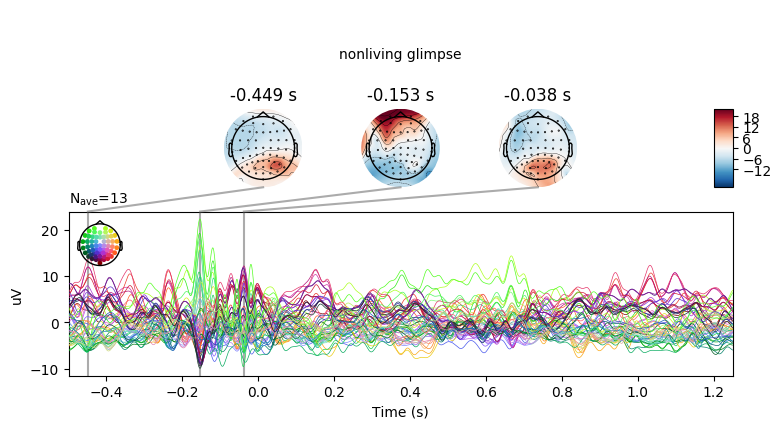 nonliving glimpse
-0.449 s -0.153 s -0.038 s
18
12
6
0
−6
−12
Nave=13
20
10
0
−10
uV
−0.4 −0.2 0.0 0.2 0.4 0.6 0.8 1.0 1.2
Time (s)